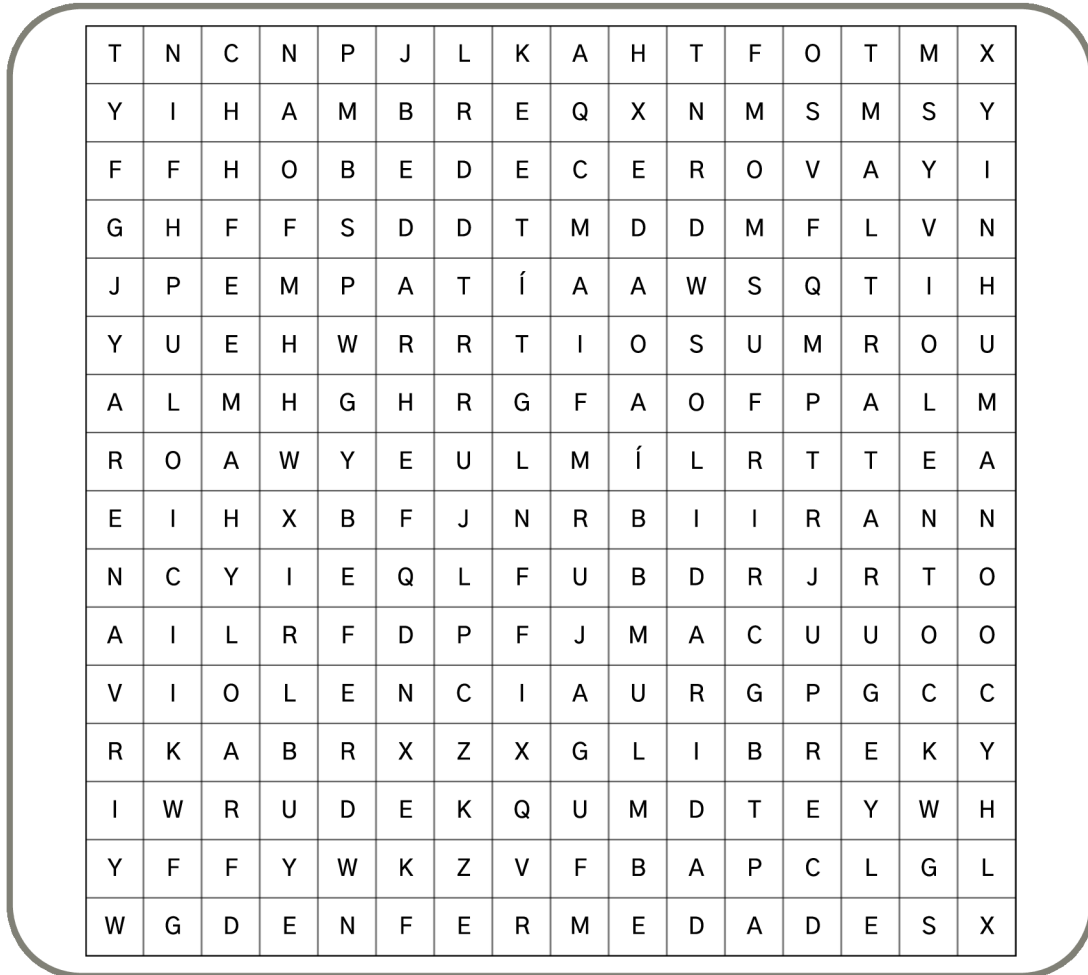 T N C N P J L K A H T F O T M X
Y I H A M B R E Q X N M S M S Y
F F H O B E D E C E R O V A Y I
G H F F S D D T M D D M F L V N
J P E M P A T Í A A W S Q T I H
Y U E H W R R T I O S U M R O U
A L M H G H R G F A O F P A L M
R O A W Y E U L M Í L R T T E A
E I H X B F J N R B I I R A N N
N C Y I E Q L F U B D R J R T O
A I L R F D P F J M A C U U O O
V I O L E N C I A U R G P G C C
R K A B R X Z X G L I B R E K Y
I W R U D E K Q U M D T E Y W H
Y F F Y W K Z V F B A P C L G L
W G D E N F E R M E D A D E S X